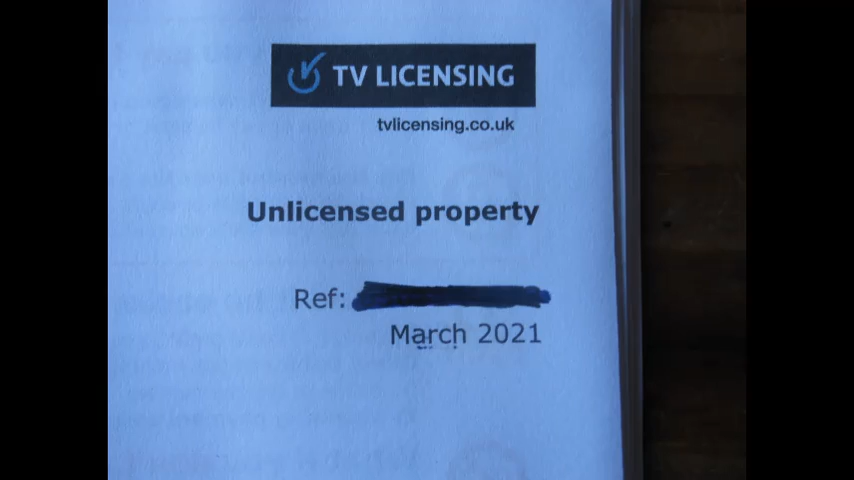 TV LICENSING
tvlicensing.co.uk
Unlicensed property
Ref:
March 2021